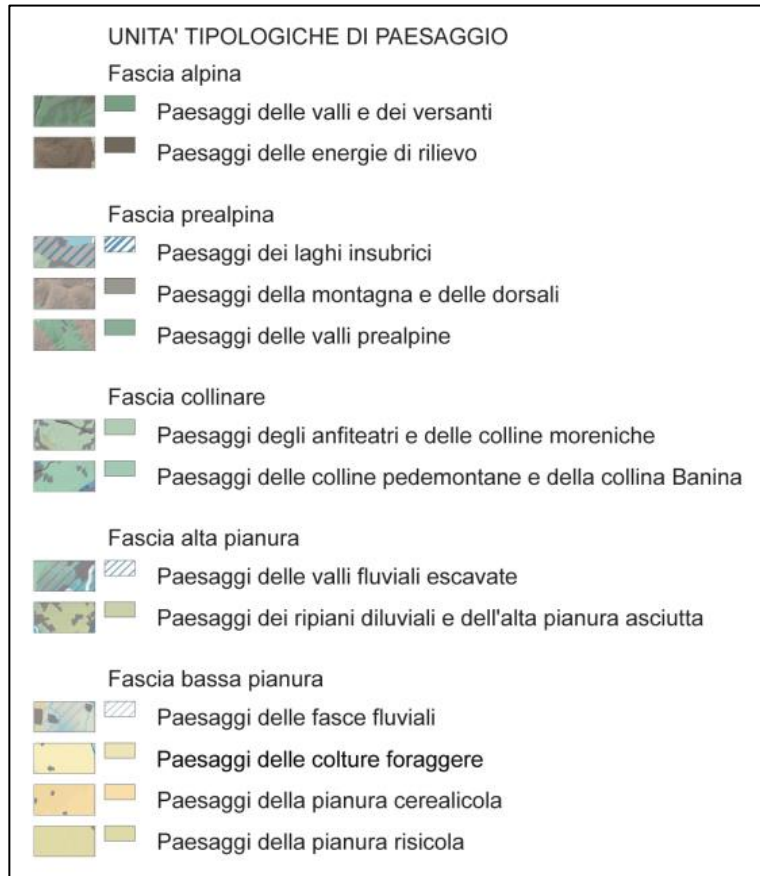 UNITA' TIPOLOGICHE DI PAESAGGIO
Fascia alpina
Paesaggi delle valli e dei versanti
Paesaggi delle energie di rilievo
Fascia prealpina
Paesaggi dei laghi insubrici
Paesaggi della montagna e delle dorsali
Paesaggi delle valli prealpine
Fascia collinare
Paesaggi degli anfiteatri e delle colline moreniche
Paesaggi delle colline pedemontane e della collina Banina
Fascia alta pianura
Paesaggi delle valli fluviali escavate
Paesaggi dei ripiani diluviali e dell'alta pianura asciutta
Fascia bassa pianura
Paesaggi delle fasce fluviali
Paesaggi delle colture foraggere
Paesaggi della pianura cerealicola
Paesaggi della pianura risicola